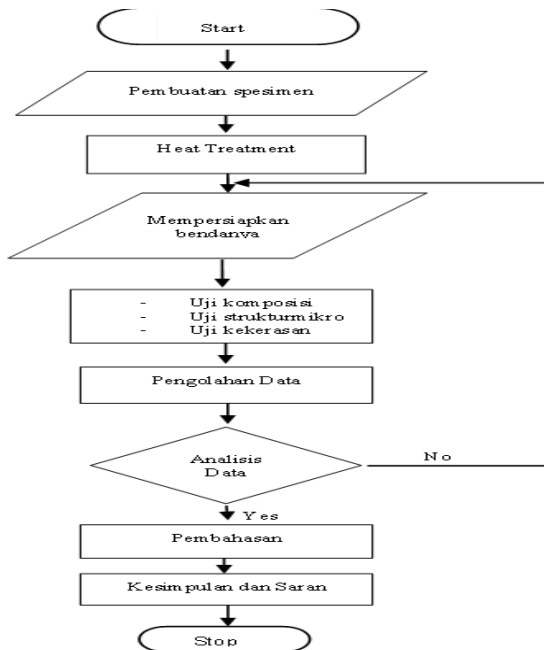 Start
Pembuatan spesimen
Heat Treatment
Mempersiapkan
bendanya
- Uji komposisi
- Uji strukturmikro
- Uji kekerasan
Pengolahan Data
Analisis
Data
No
Yes
Pembahasan
Kesimpulan dan Saran
Stop